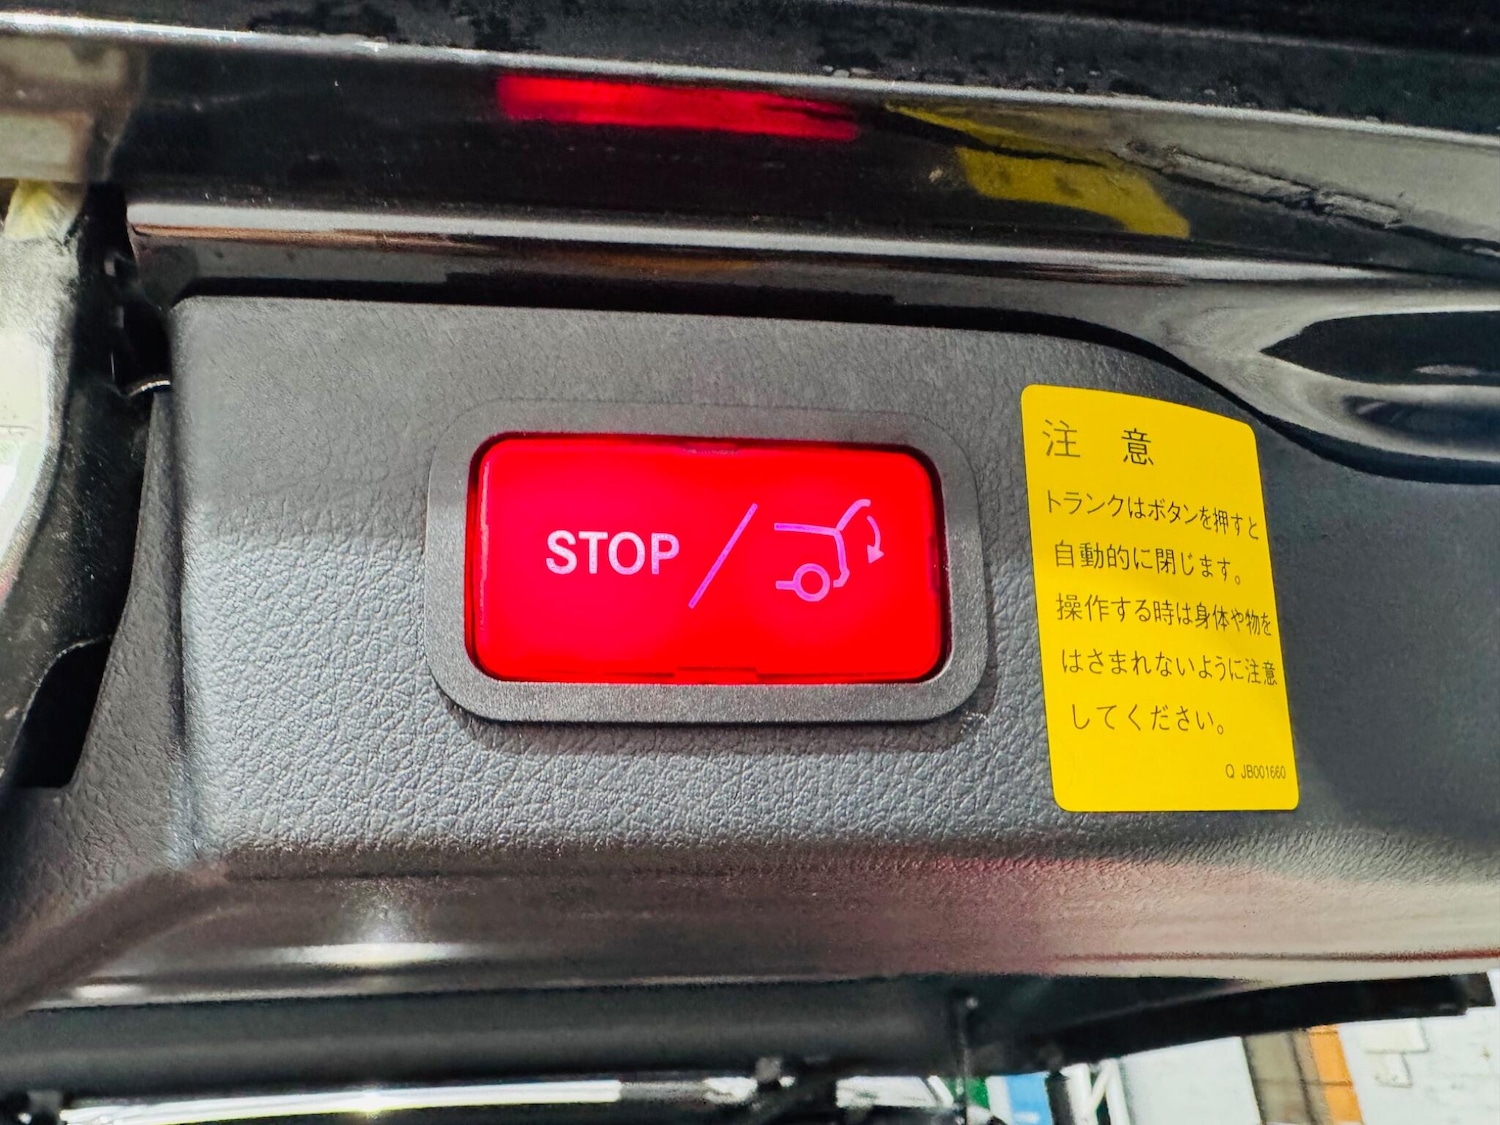 STOP
注 意
トランクはボタンを押すと
自動的に閉じます。
操作する時は身体や物を
はさまれないように注意
してください。
Q JB001660